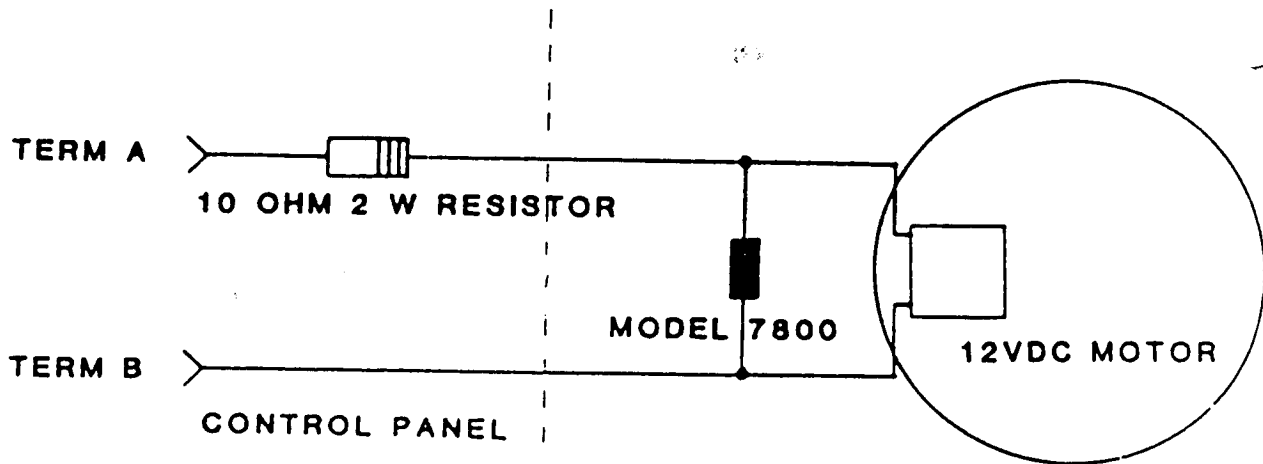 TERM A
10 OHM 2 W RESISTOR
MODEL 7800
12VDC MOTOR
TERM B
CONTROL PANEL